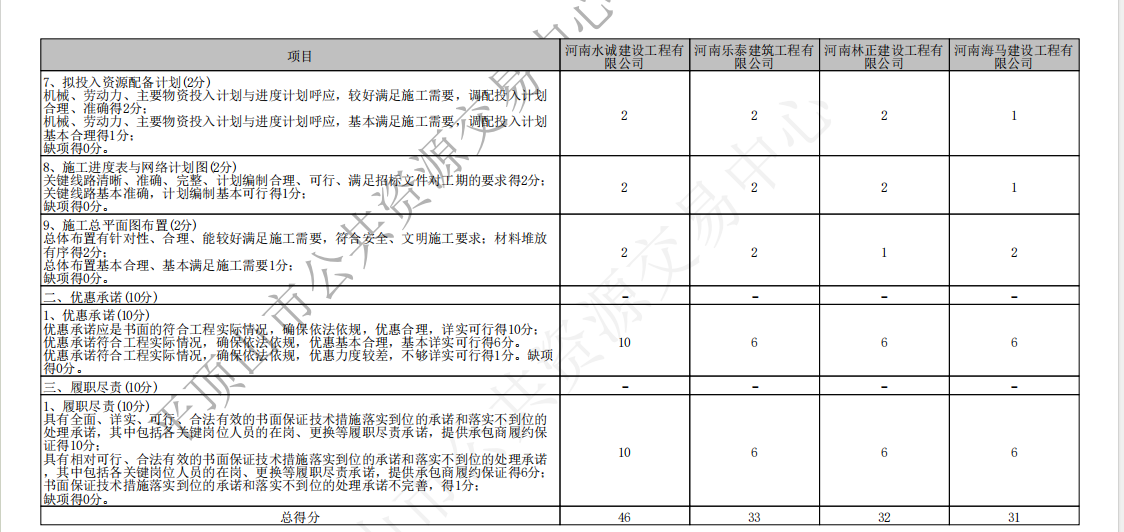 项目
河南水诚建设工程有
限公司
河南乐泰建筑工程有
限公司
河南林正建设工程有
限公司
河南海马建设工程有
限公司
7、拟投入资源配备计划(2分)
机械、劳动力、主要物资投入计划与进度计划呼应，较好满足施工需要，调配投入计划
合理、准确得2分；
机械、劳动力、主要物资投入计划与进度计划呼应，基本满足施工需要，调配投入计划
基本合理得1分；
缺项得0分。
2 2 2 1
8、施工进度表与网络计划图(2分)
关键线路清晰、准确、完整、计划编制合理、可行、满足招标文件对工期的要求得2分；
关键线路基本准确，计划编制基本可行得1分；
缺项得0分。
2 2 2 1
9、施工总平面图布置(2分)
总体布置有针对性、合理、能较好满足施工需要，符合安全、文明施工要求；材料堆放
有序得2分；
总体布置基本合理、基本满足施工需要1分；
缺项得0分。
2 2 1 2
二、优惠承诺(10分)
－ － － －
1、优惠承诺(10分)
优惠承诺应是书面的符合工程实际情况，确保依法依规，优惠合理，详实可行得10分；
优惠承诺符合工程实际情况，确保依法依规，优惠基本合理，基本详实可行得6分。
优惠承诺符合工程实际情况，确保依法依规，优惠力度较差，不够详实可行得1分。缺项
得0分。
10 6 6 6
三、履职尽责(10分)
－ － － －
1、履职尽责(10分)
具有全面、详实、可行、合法有效的书面保证技术措施落实到位的承诺和落实不到位的
处理承诺，其中包括各关键岗位人员的在岗、更换等履职尽责承诺，提供承包商履约保
证得10分；
具有相对可行、合法有效的书面保证技术措施落实到位的承诺和落实不到位的处理承诺
，其中包括各关键岗位人员的在岗、更换等履职尽责承诺，提供承包商履约保证得6分；
书面保证技术措施落实到位的承诺和落实不到位的处理承诺不完善，得1分；
缺项得0分。
10 6 6 6
总得分 46 33 32 31
平顶山市公共资源交易中心
山市公共资源交易中心